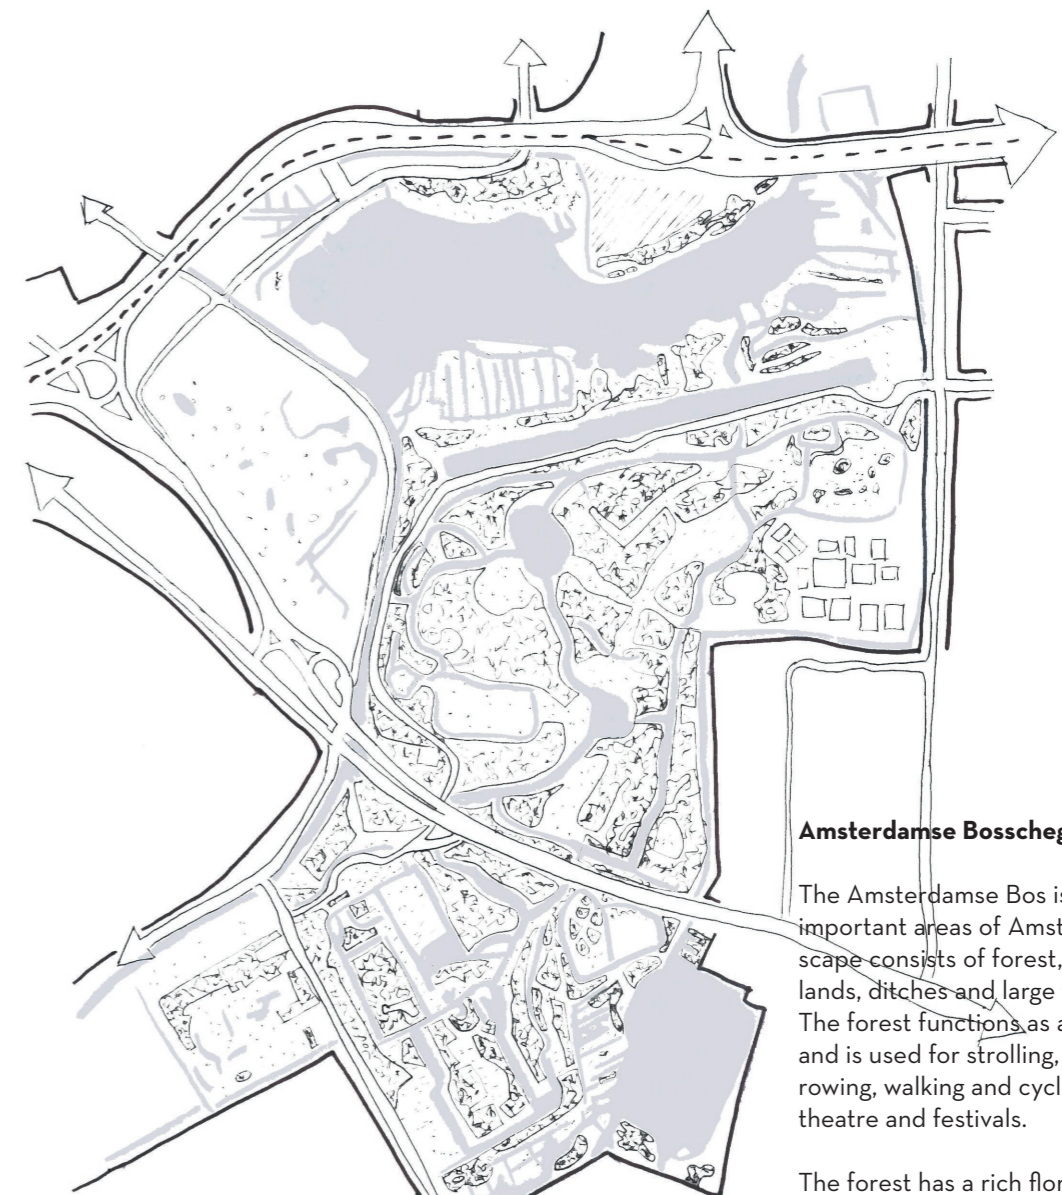 Amsterdamse Bosscheg
The Amsterdamse Bos is
important areas of Amst
scape consists of forest,
lands, ditches and large
The forest functions as a
and is used for strolling,
rowing, walking and cycl
theatre and festivals.
The forest has a rich flor